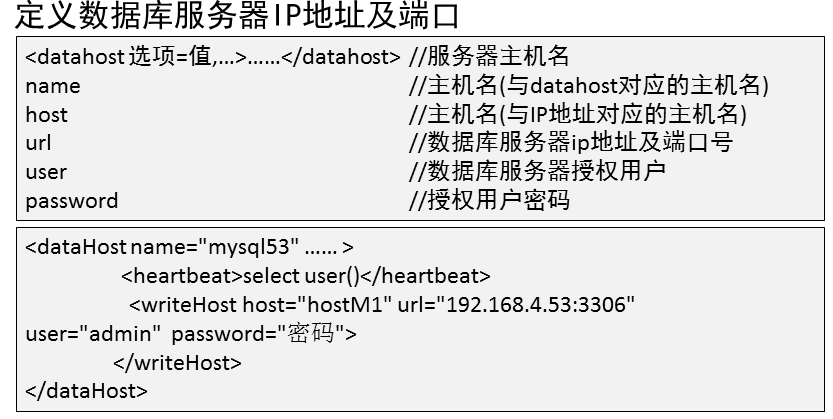 定义数据库服务器IP地址及端口
<datahost 选项=值,...>……</datahost> //服务器主机名
name //主机名(与datahost对应的主机名)
host //主机名(与IP地址对应的主机名)
url //数据库服务器ip地址及端口号
user //数据库服务器授权用户
password //授权用户密码
<dataHost name="mysql53" …… >
<heartbeat>select user()</heartbeat>
<writeHost host="hostM1" url="192.168.4.53:3306"
user="admin" password="密码">
</writeHost>
</dataHost>